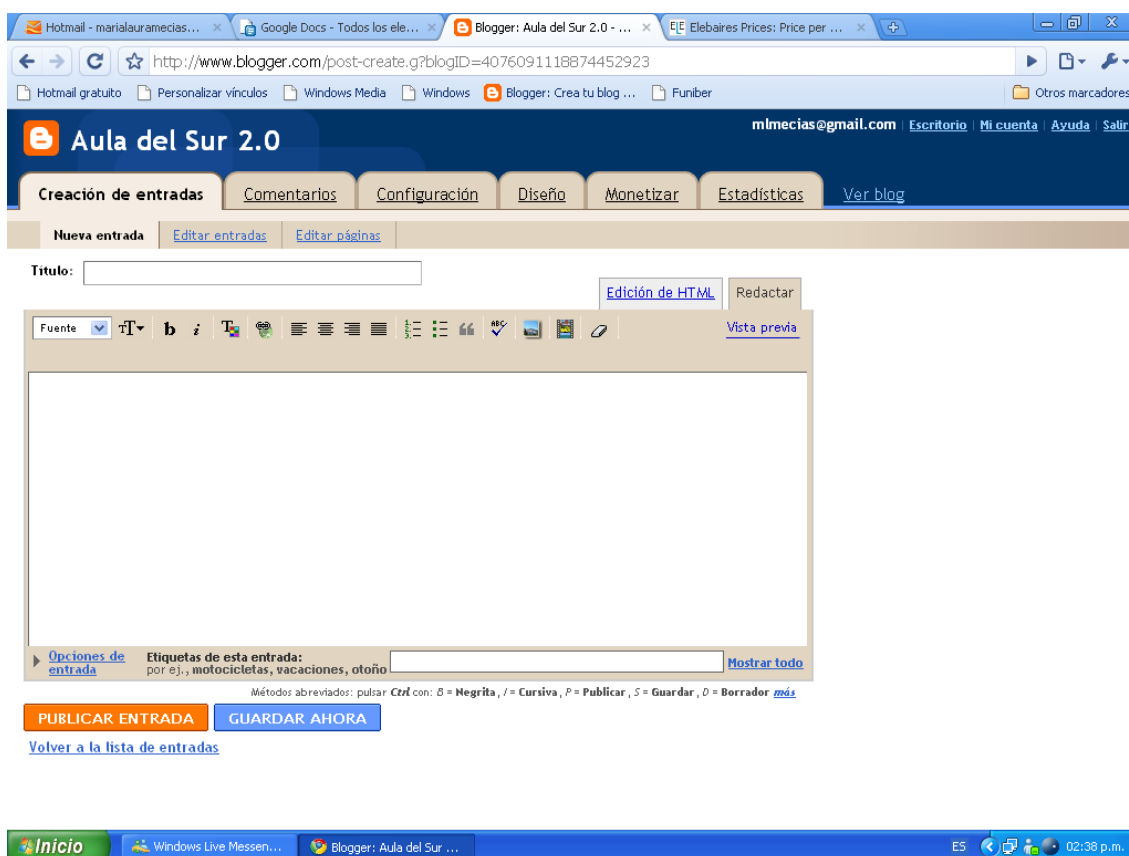 Hotmail - marialauramecias...
Google Docs - Todos los ele...
Blogger: Aula del Sur 2.0 - ...
E|E Elebaires Prices: Price per ...
http://www.blogger.com/post-create.g?blogID=4076091118874452923
Hotmail gratuito
Personalizar vínculos
Windows Media
Windows
Blogger: Crea tu blog ...
Funiber
Otros marcadores
mlmecias@gmail.com | Escritorio | Mi cuenta | Ayuda | Salir
Aula del Sur 2.0
Creación de entradas
Comentarios
Configuración
Diseño
Monetizar
Estadísticas
Ver blog
Nueva entrada
Editar entradas
Editar páginas
Título:
Edición de HTML
Redactar
Fuente
b i
ABC
Vista previa
Opciones de entrada
Etiquetas de esta entrada:
por ej., motocicletas, vacaciones, otoño
Mostrar todo
Métodos abreviados: pulsar Ctrl con: B = Negrita, I = Cursiva, P = Publicar, S = Guardar, D = Borrador más
PUBLICAR ENTRADA
GUARDAR AHORA
Volver a la lista de entradas
Inicio
Windows Live Messen...
Blogger: Aula del Sur ...
ES
02:38 p.m.